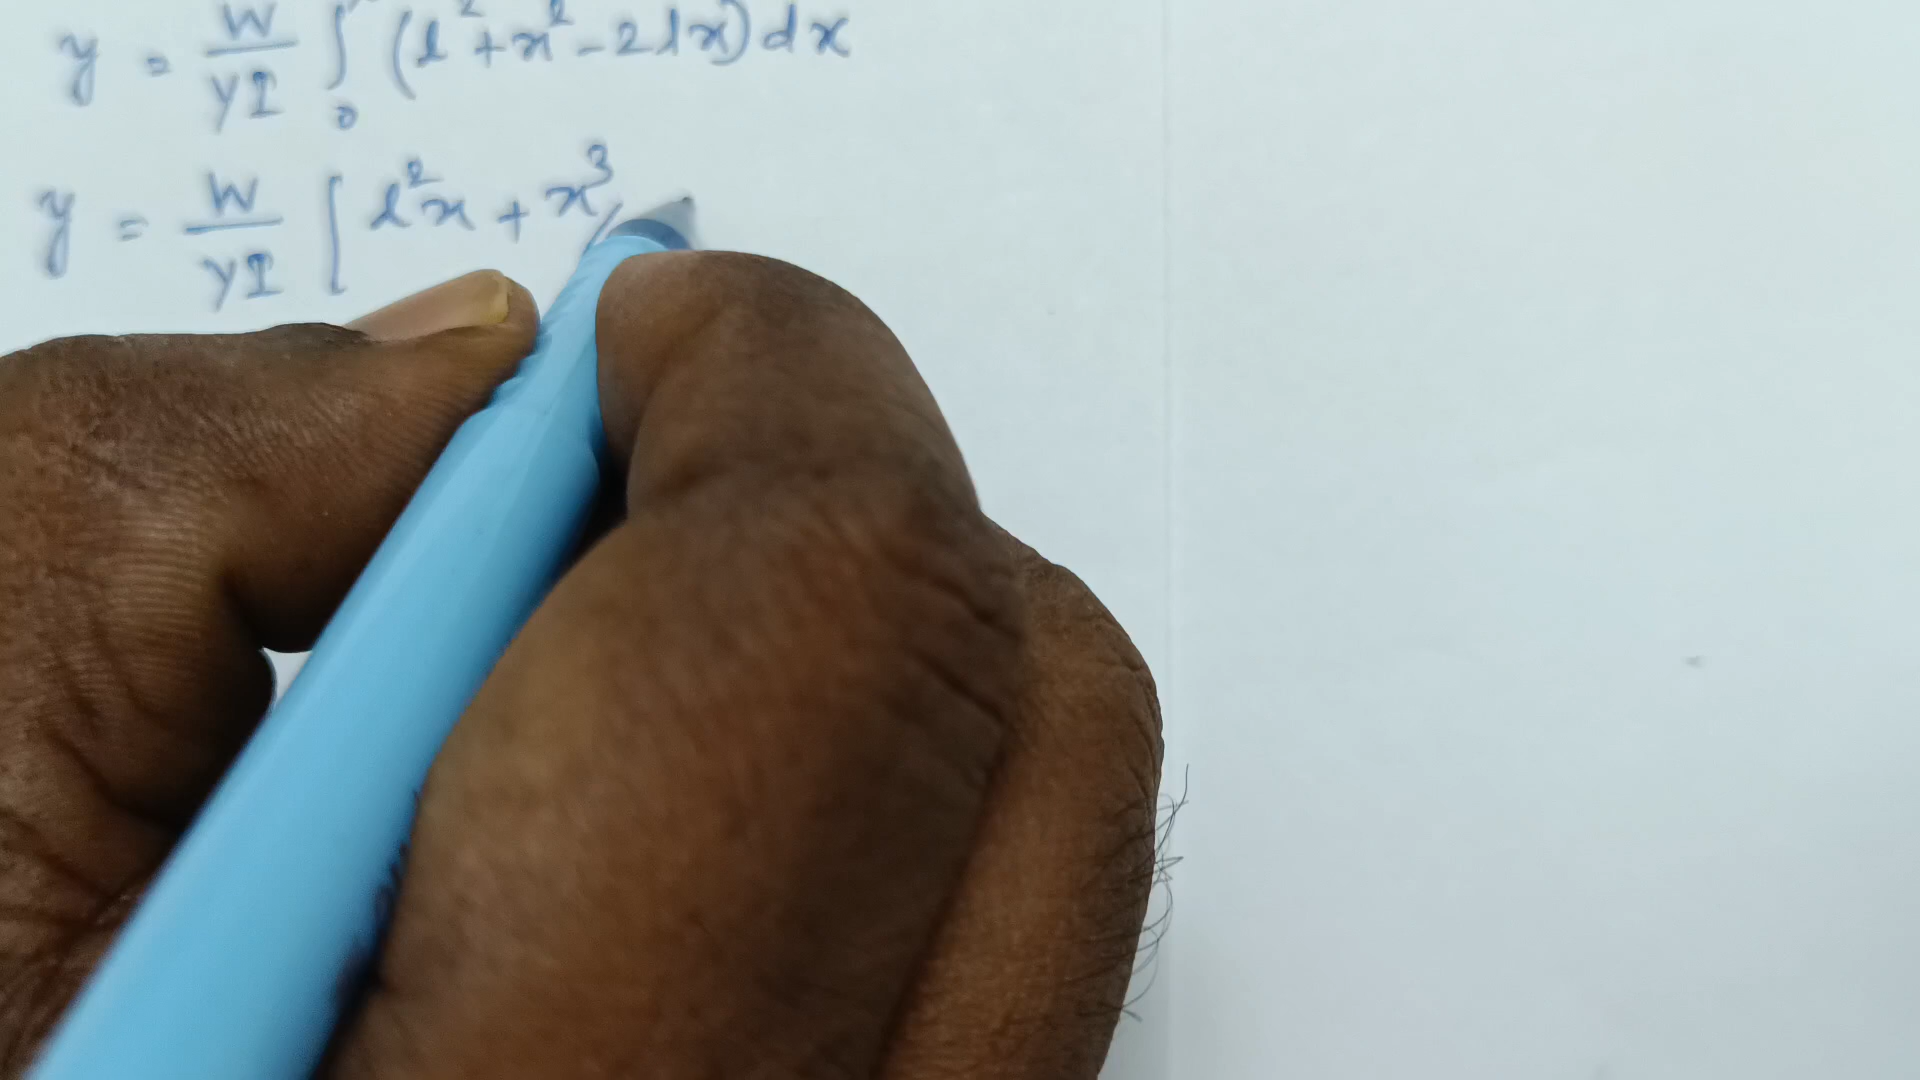 y = W/YI ∫₀ (l²+x²-2lx) dx
y = W/YI [ l²x + x³/